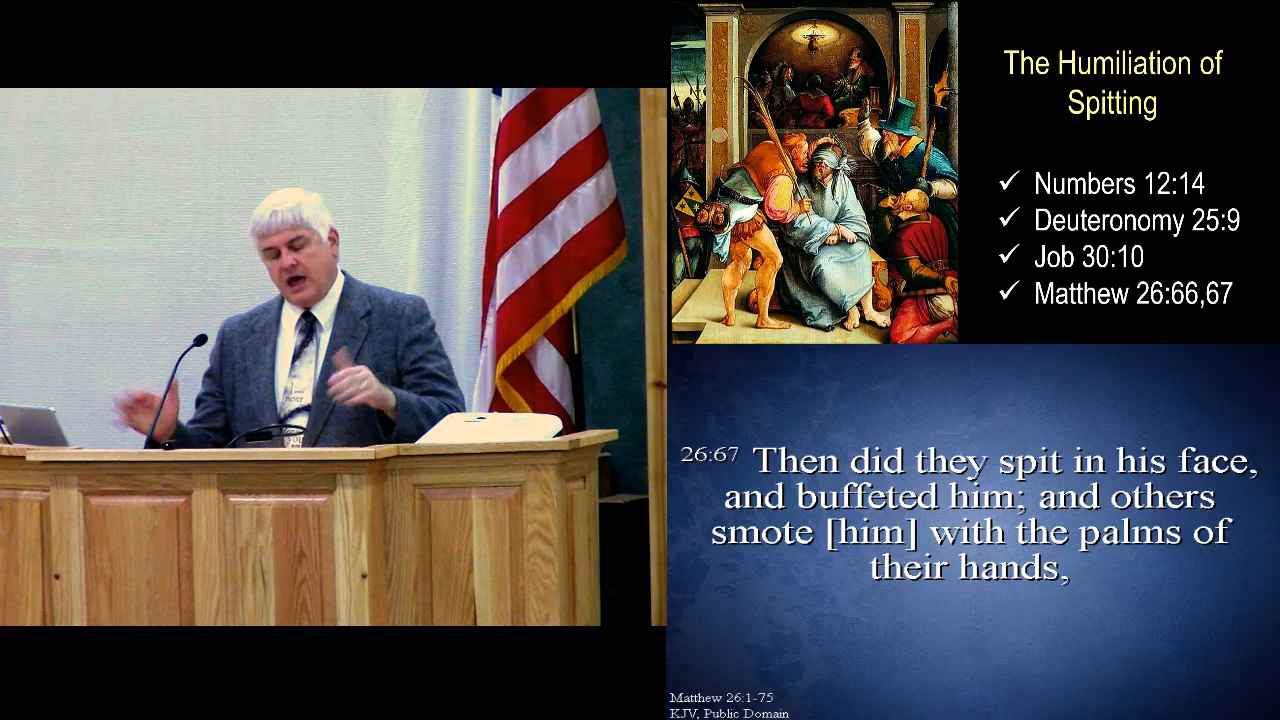 The Humiliation of
Spitting
✓ Numbers 12:14
✓ Deuteronomy 25:9
✓ Job 30:10
✓ Matthew 26:66,67
26:67 Then did they spit in his face,
and buffeted him; and others
smote [him] with the palms of
their hands,
Matthew 26:1-75
KJV, Public Domain
never